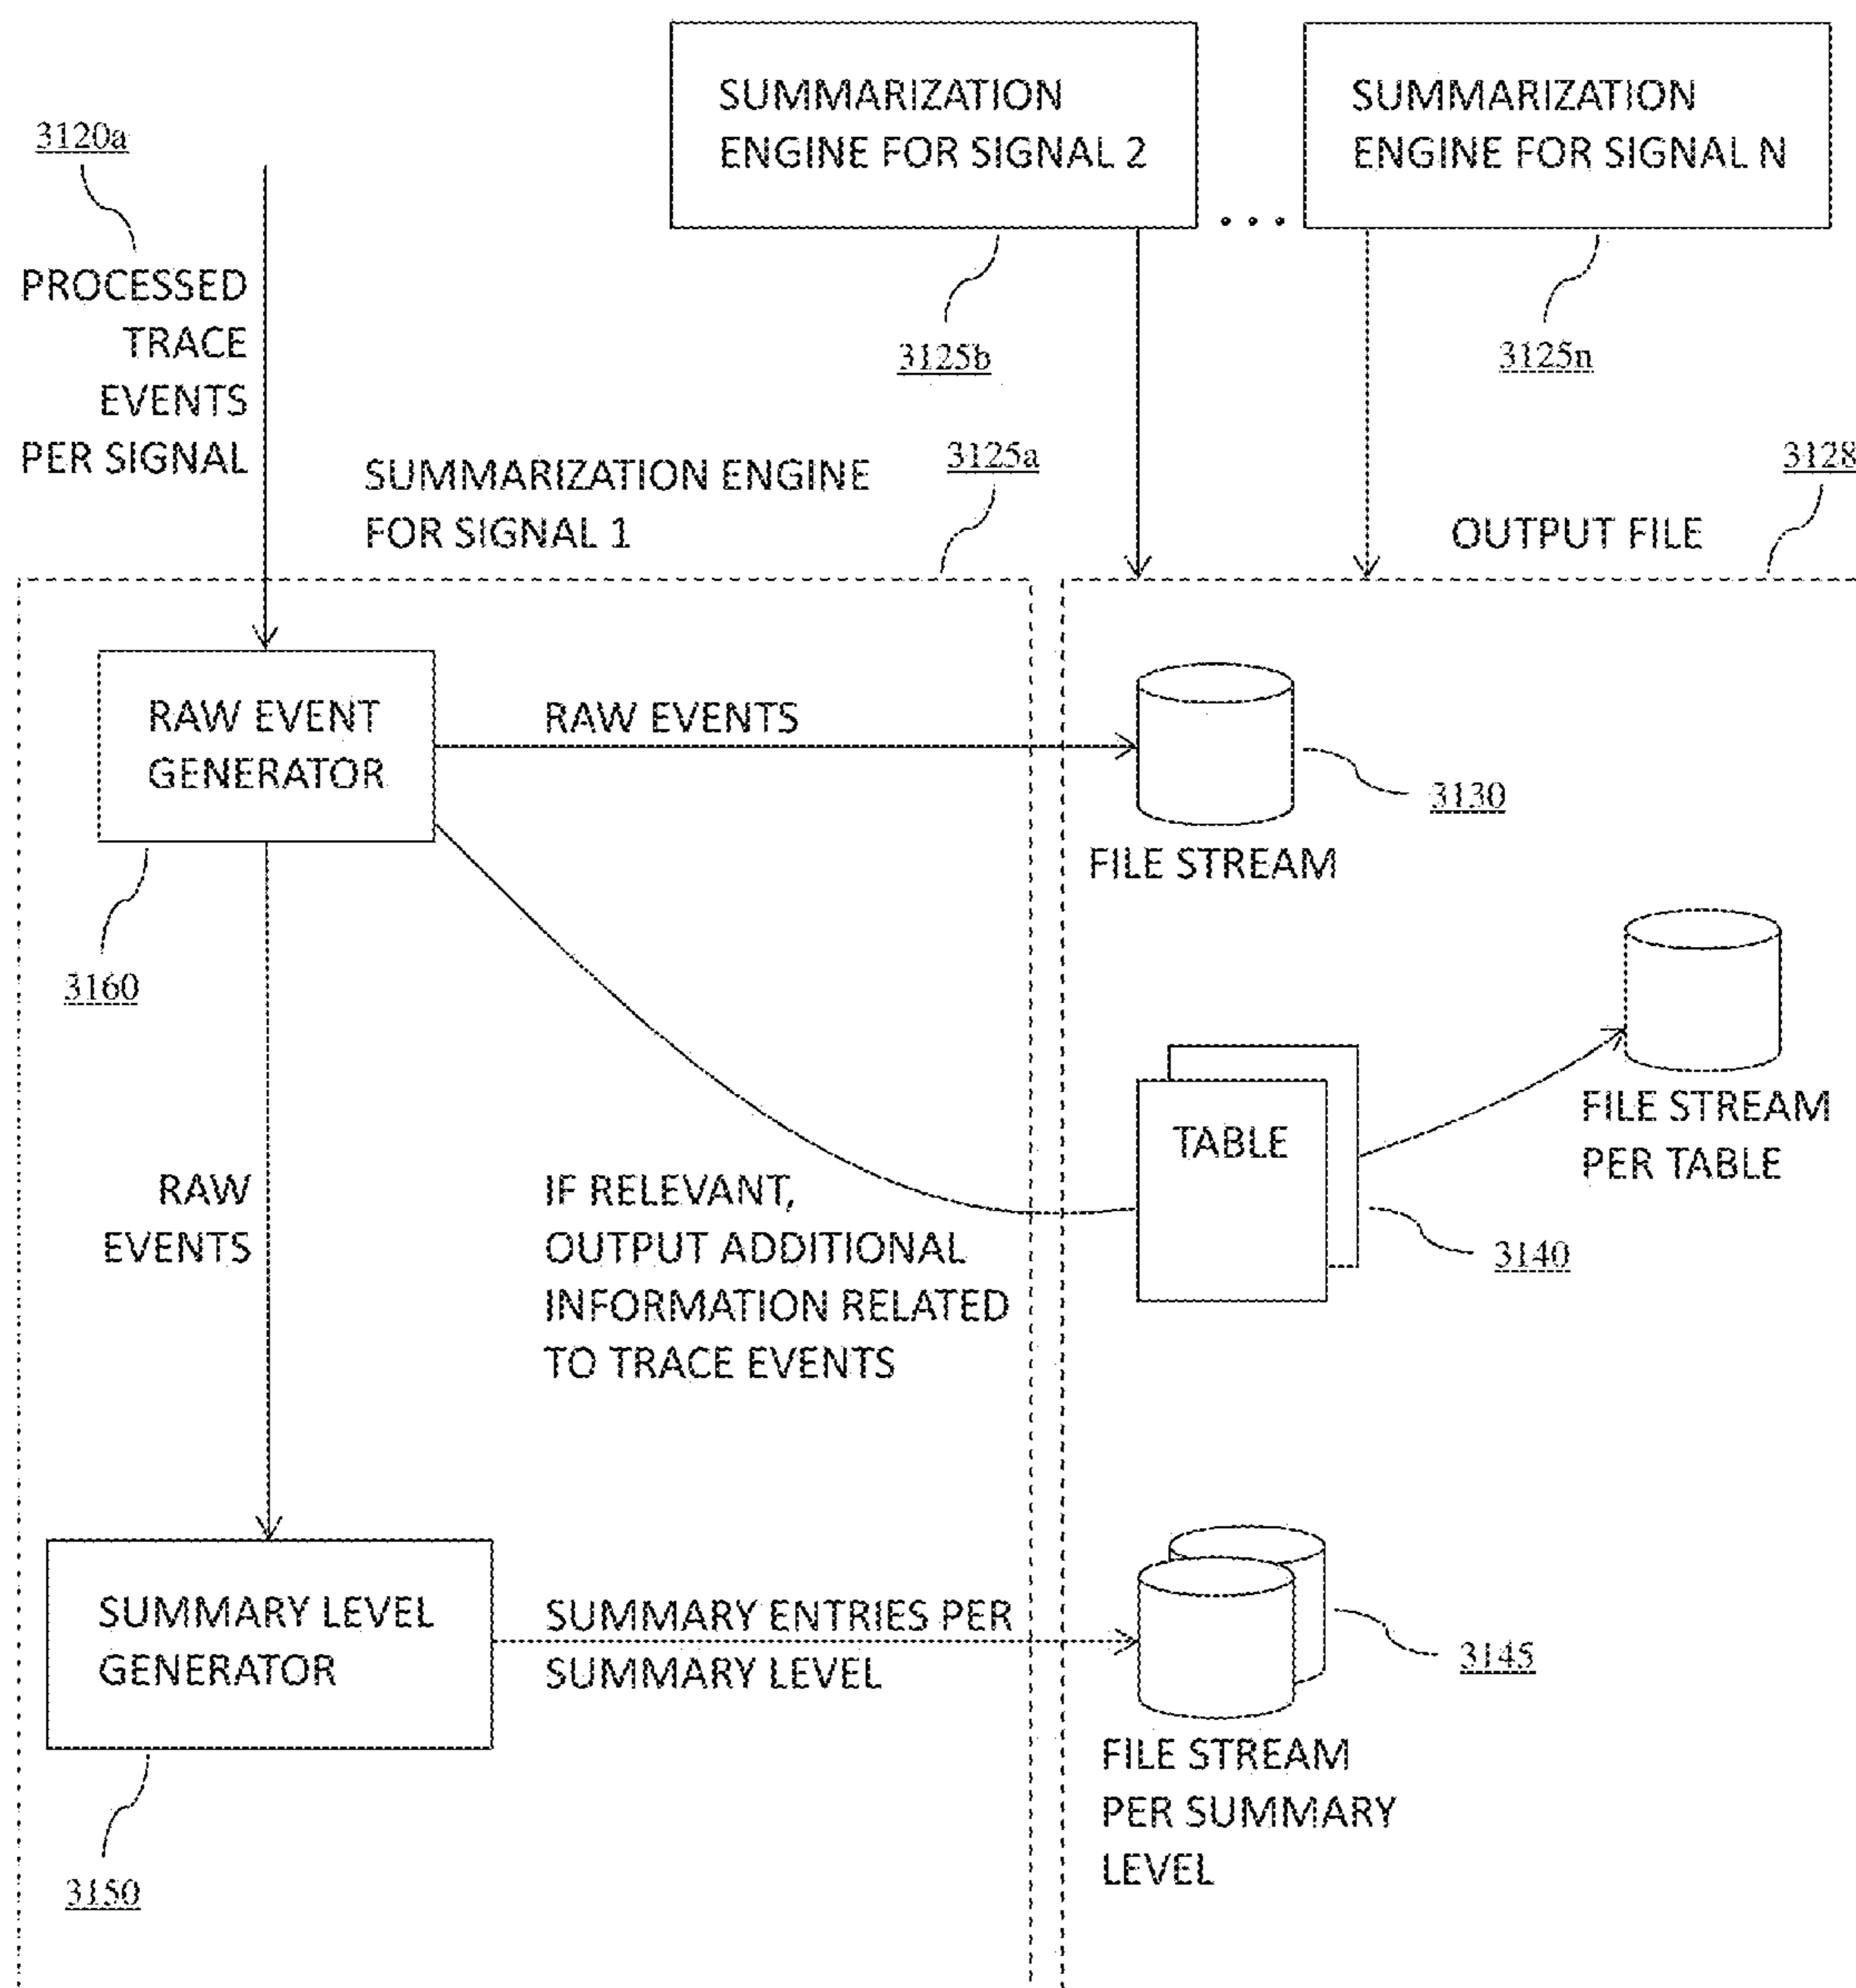 SUMMARIZATION
ENGINE FOR SIGNAL 2
SUMMARIZATION
ENGINE FOR SIGNAL N
3120a
...
PROCESSED
TRACE
EVENTS
PER SIGNAL
3125b
3125n
SUMMARIZATION ENGINE
FOR SIGNAL 1
3125a
3128
OUTPUT FILE
RAW EVENT
GENERATOR
RAW EVENTS
3130
FILE STREAM
3160
FILE STREAM
PER TABLE
TABLE
RAW
EVENTS
IF RELEVANT,
OUTPUT ADDITIONAL
INFORMATION RELATED
TO TRACE EVENTS
3140
SUMMARY LEVEL
GENERATOR
SUMMARY ENTRIES PER
SUMMARY LEVEL
3145
FILE STREAM
PER SUMMARY
LEVEL
3150